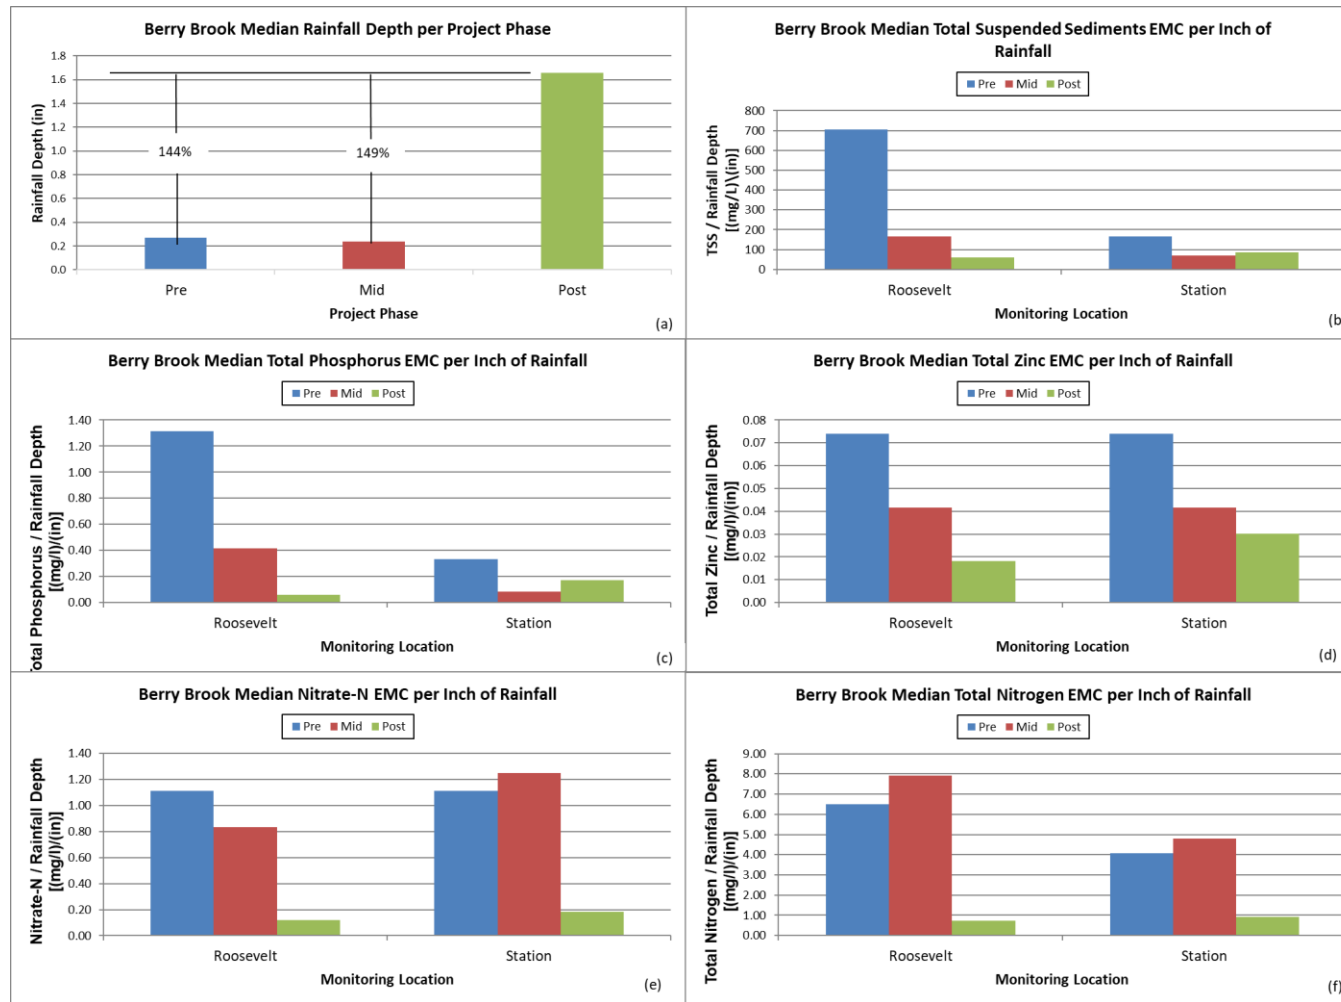 Berry Brook Median Rainfall Depth per Project Phase
Rainfall Depth (in)
1.8
1.6
1.4
1.2
1.0
0.8
0.6
0.4
0.2
0.0
144%
149%
Pre
Mid
Post
Project Phase
(a)
Berry Brook Median Total Suspended Sediments EMC per Inch of
Rainfall
Pre
Mid
Post
TSS / Rainfall Depth
[(mg/L)\(in)]
800
700
600
500
400
300
200
100
0
Roosevelt
Station
Monitoring Location
(b
Berry Brook Median Total Phosphorus EMC per Inch of Rainfall
Pre
Mid
Post
otal Phosphorus / Rainfall Depth
[(mg/l)/(in)]
1.40
1.20
1.00
0.80
0.60
0.40
0.20
0.00
Roosevelt
Station
Monitoring Location
(c)
Berry Brook Median Total Zinc EMC per Inch of Rainfall
Pre
Mid
Post
Total Zinc / Rainfall Depth
[(mg/l)/(in)]
0.08
0.07
0.06
0.05
0.04
0.03
0.02
0.01
0.00
Roosevelt
Station
Monitoring Location
(d)
Berry Brook Median Nitrate-N EMC per Inch of Rainfall
Pre
Mid
Post
Nitrate-N / Rainfall Depth
[(mg/l)/(in)]
1.40
1.20
1.00
0.80
0.60
0.40
0.20
0.00
Roosevelt
Station
Monitoring Location
(e)
Berry Brook Median Total Nitrogen EMC per Inch of Rainfall
Pre
Mid
Post
Total Nitrogen / Rainfall Depth
[(mg/l)/(in)]
9.00
8.00
7.00
6.00
5.00
4.00
3.00
2.00
1.00
0.00
Roosevelt
Station
Monitoring Location
(f)